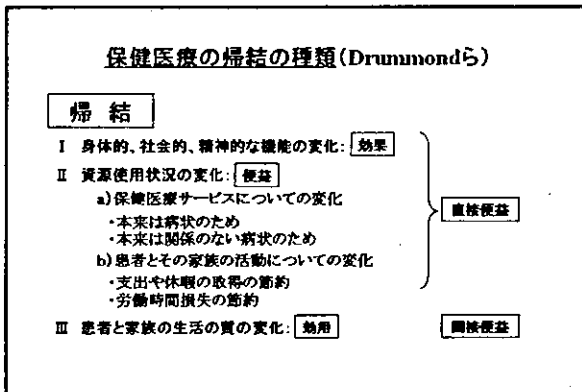 保健医療の帰結の種類(Drummondら)
帰 結
Ⅰ 身体的、社会的、精神的な機能の変化: 効果
Ⅱ 資源使用状況の変化: 便益
a)保健医療サービスについての変化
・本来は病状のため
・本来は関係のない病状のため
直接便益
b)患者とその家族の活動についての変化
・支出や休暇の取得の節約
・労働時間損失の節約
Ⅲ 患者と家族の生活の質の変化: 効用
間接便益